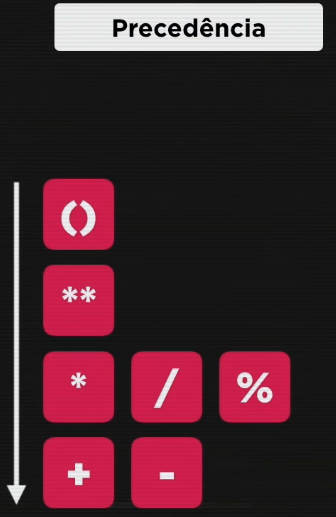 Precedência
()
**
* / %
+ -